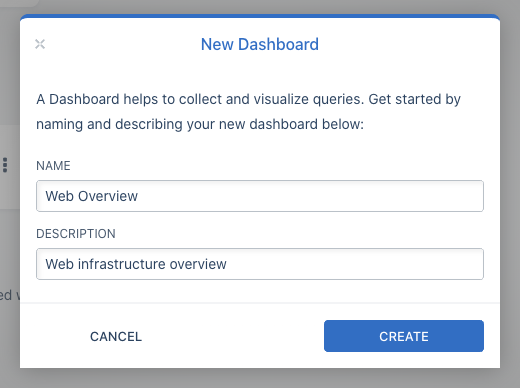 New Dashboard
A Dashboard helps to collect and visualize queries. Get started by
naming and describing your new dashboard below:
NAME
Web Overview
DESCRIPTION
Web infrastructure overview
CANCEL
CREATE